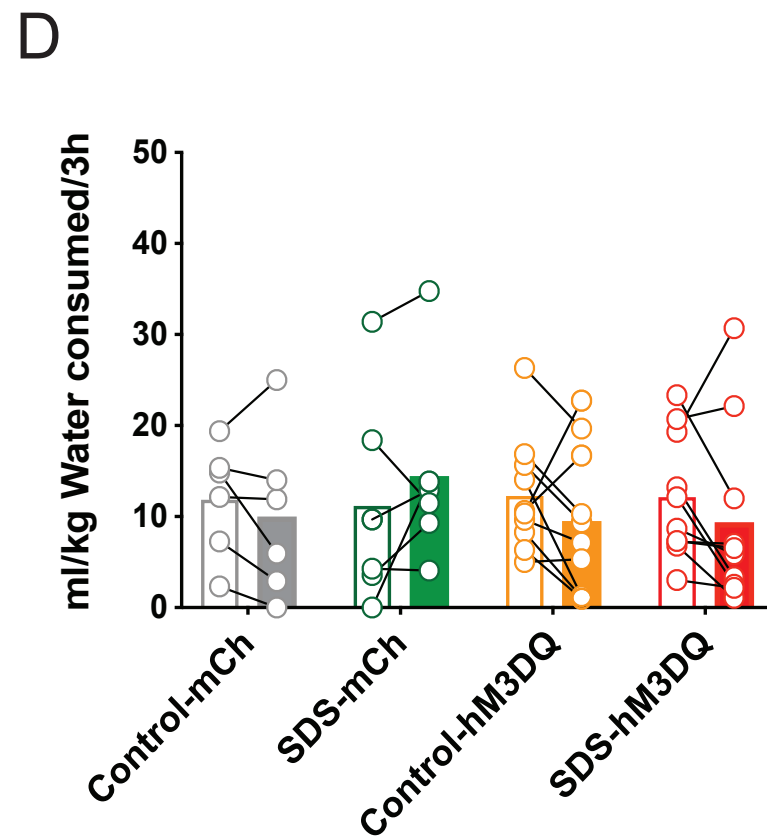 D
ml/kg Water consumed/3h
50
40
30
20
10
0
Control-mCh
SDS-mCh
Control-hM3DQ
SDS-hM3DQ